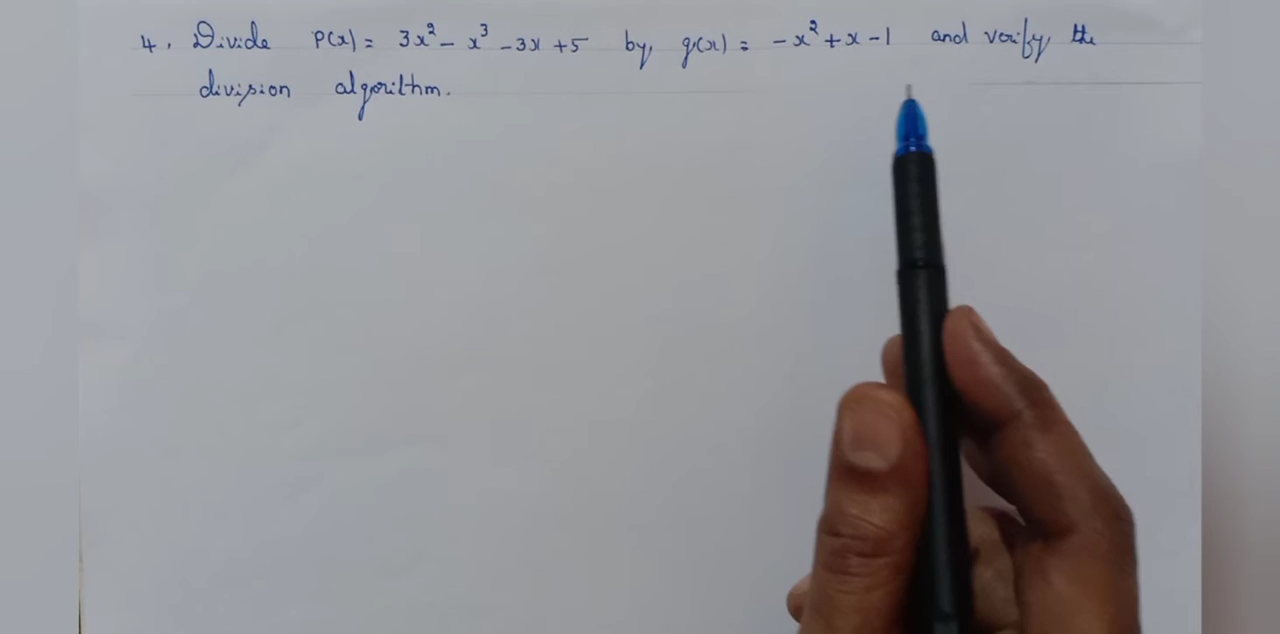 4. Divide P(x) = 3x² - x³ - 3x + 5 by g(x) = -x² + x - 1 and verify the
division algorithm.